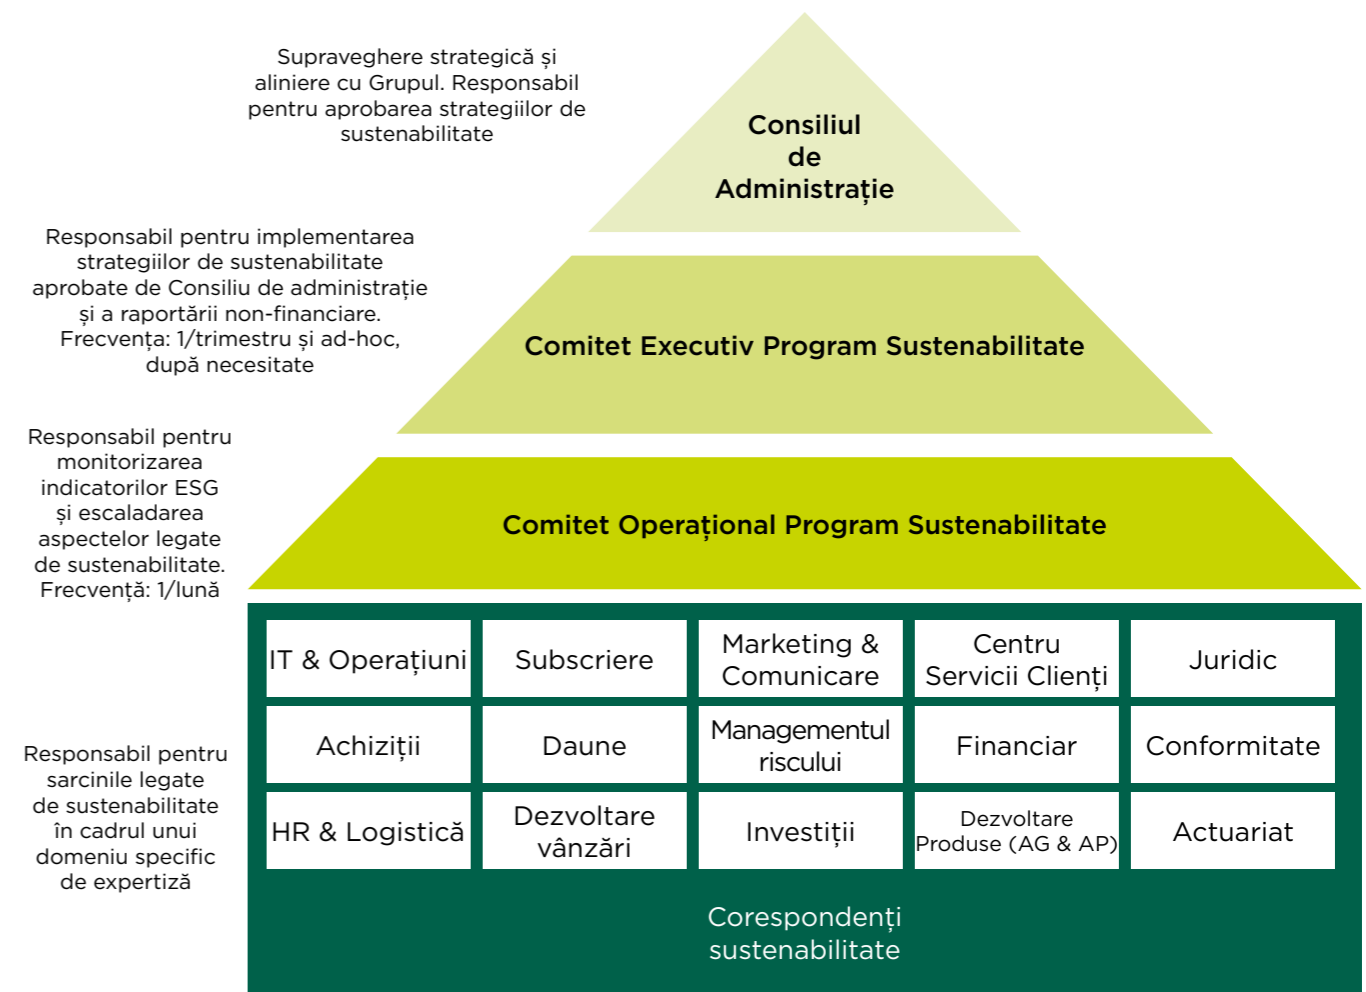 Supraveghere strategică și
aliniere cu Grupul. Responsabil
pentru aprobarea strategiilor de
sustenabilitate
Consiliul
de
Administrație
Responsabil pentru implementarea
strategiilor de sustenabilitate
aprobate de Consiliu de administrație
și a raportării non-financiare.
Frecvența: 1/trimestru și ad-hoc,
după necesitate
Comitet Executiv Program Sustenabilitate
Responsabil pentru
monitorizarea
indicatorilor ESG
și escaladarea
aspectelor legate
de sustenabilitate.
Frecvență: 1/lună
Comitet Operațional Program Sustenabilitate
Responsabil pentru
sarcinile legate
de sustenabilitate
în cadrul unui
domeniu specific
de expertiză
IT & Operațiuni
Subscriere
Marketing &
Comunicare
Centru
Servicii Clienți
Juridic
Achiziții
Daune
Managementul
riscului
Financiar
Conformitate
HR & Logistică
Dezvoltare
vânzări
Investiții
Dezvoltare
Produse (AG & AP)
Actuariat
Corespondenți
sustenabilitate